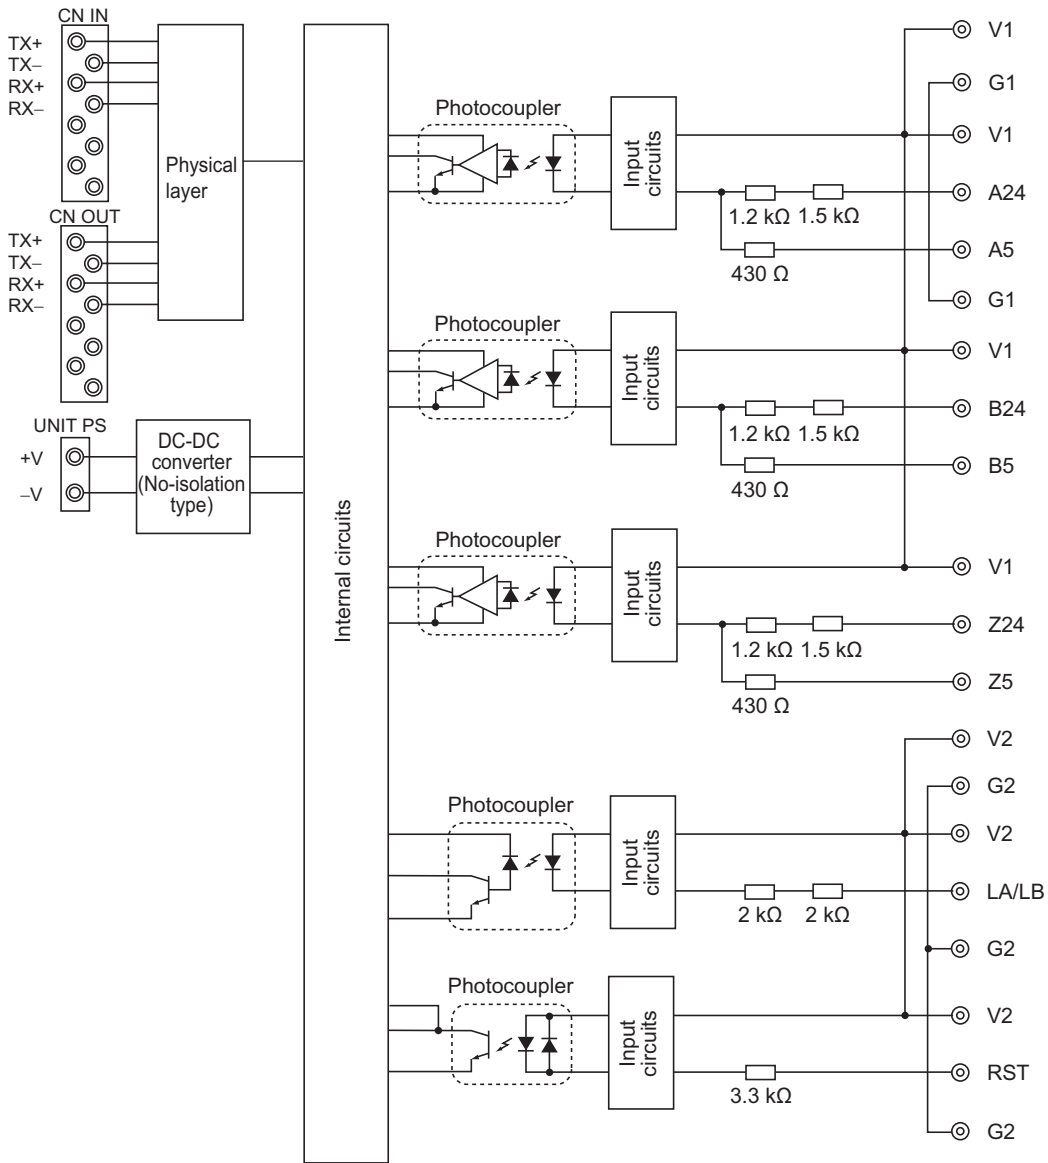 CN IN
TX+
TX−
RX+
RX−
Physical
layer
CN OUT
TX+
TX−
RX+
RX−
UNIT PS
+V
−V
DC-DC
converter
(No-isolation
type)
Internal circuits
Photocoupler
Input
circuits
1.2 kΩ 1.5 kΩ
430 Ω
V1
G1
V1
A24
A5
G1
Photocoupler
Input
circuits
1.2 kΩ 1.5 kΩ
430 Ω
V1
B24
B5
Photocoupler
Input
circuits
1.2 kΩ 1.5 kΩ
430 Ω
V1
Z24
Z5
V2
G2
Photocoupler
Input
circuits
2 kΩ 2 kΩ
V2
LA/LB
G2
Photocoupler
Input
circuits
3.3 kΩ
V2
RST
G2